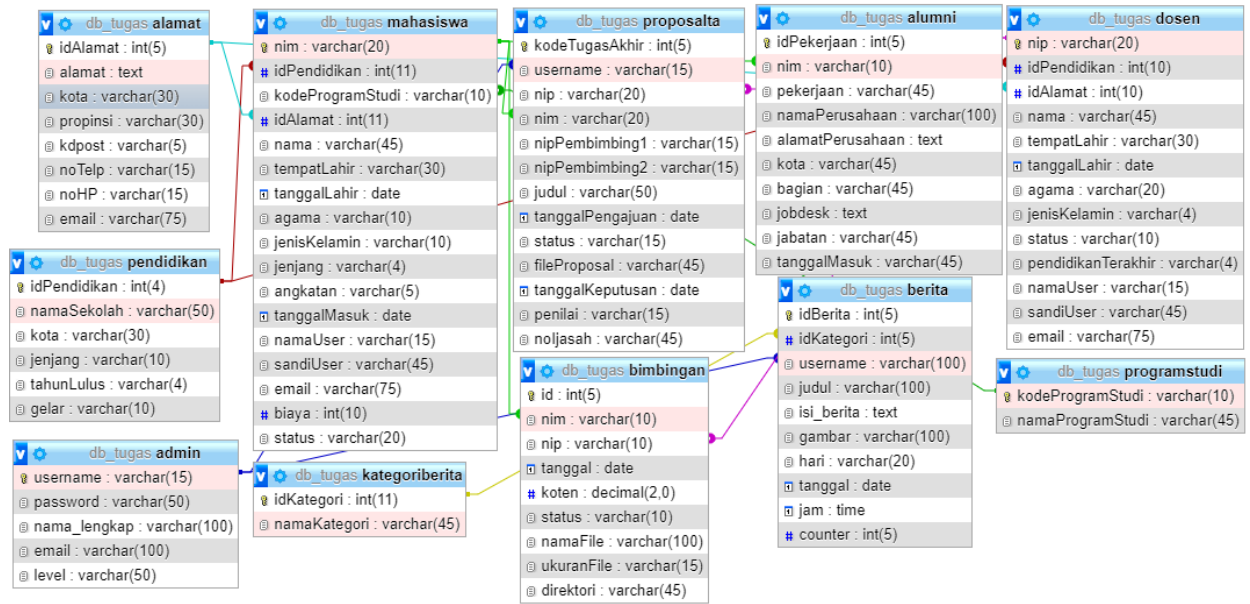 db_tugas alamat
idAlamat : int(5)
alamat : text
kota : varchar(30)
propinsi : varchar(30)
kdpost : varchar(5)
noTelp : varchar(15)
noHP : varchar(15)
email : varchar(75)
db_tugas pendidikan
idPendidikan : int(4)
namaSekolah : varchar(50)
kota : varchar(30)
jenjang : varchar(10)
tahunLulus : varchar(4)
gelar : varchar(10)
db_tugas admin
username : varchar(15)
password : varchar(50)
nama_lengkap : varchar(100)
email : varchar(100)
level : varchar(50)
db_tugas mahasiswa
nim : varchar(20)
idPendidikan : int(11)
kodeProgramStudi : varchar(10)
idAlamat : int(11)
nama : varchar(45)
tempatLahir : varchar(30)
tanggalLahir : date
agama : varchar(10)
jenisKelamin : varchar(10)
jenjang : varchar(4)
angkatan : varchar(5)
tanggalMasuk : date
namaUser : varchar(15)
sandiUser : varchar(45)
email : varchar(75)
biaya : int(10)
status : varchar(20)
db_tugas kategoriberita
idKategori : int(11)
namaKategori : varchar(45)
db_tugas proposalta
kodeTugasAkhir : int(5)
username : varchar(15)
nip : varchar(20)
nim : varchar(20)
nipPembimbing1 : varchar(15)
nipPembimbing2 : varchar(15)
judul : varchar(50)
tanggalPengajuan : date
status : varchar(15)
fileProposal : varchar(45)
tanggalKeputusan : date
penilai : varchar(15)
noIjasah : varchar(45)
db_tugas bimbingan
id : int(5)
nim : varchar(10)
nip : varchar(10)
tanggal : date
koten : decimal(2,0)
status : varchar(10)
namaFile : varchar(100)
ukuranFile : varchar(15)
direktori : varchar(45)
db_tugas alumni
idPekerjaan : int(5)
nim : varchar(10)
pekerjaan : varchar(45)
namaPerusahaan : varchar(100)
alamatPerusahaan : text
kota : varchar(45)
bagian : varchar(45)
jobdesk : text
jabatan : varchar(45)
tanggalMasuk : varchar(45)
db_tugas berita
idBerita : int(5)
idKategori : int(5)
username : varchar(100)
judul : varchar(100)
isi_berita : text
gambar : varchar(100)
hari : varchar(20)
tanggal : date
jam : time
counter : int(5)
db_tugas dosen
nip : varchar(20)
idPendidikan : int(10)
idAlamat : int(10)
nama : varchar(45)
tempatLahir : varchar(30)
tanggalLahir : date
agama : varchar(20)
jenisKelamin : varchar(4)
status : varchar(10)
pendidikanTerakhir : varchar(4)
namaUser : varchar(15)
sandiUser : varchar(45)
email : varchar(75)
db_tugas programstudi
kodeProgramStudi : varchar(10)
namaProgramStudi : varchar(45)